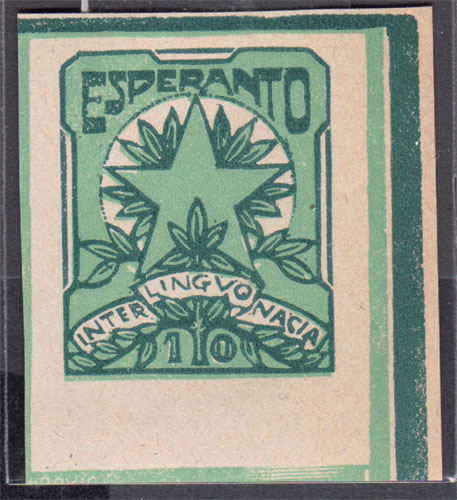 ESPERANTO
INTER LINGVO NACIA
10